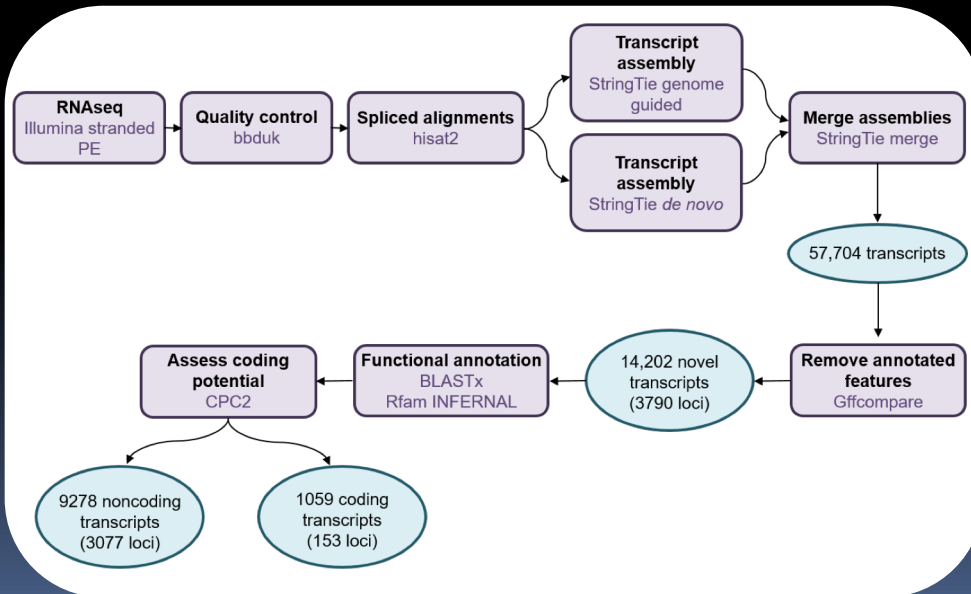 RNAseq
Illumina stranded
PE
Quality control
bbduk
Spliced alignments
hisat2
Transcript
assembly
StringTie genome
guided
Transcript
assembly
StringTie de novo
Merge assemblies
StringTie merge
57,704 transcripts
Remove annotated
features
Gffcompare
14,202 novel
transcripts
(3790 loci)
Functional annotation
BLASTx
Rfam INFERNAL
Assess coding
potential
CPC2
9278 noncoding
transcripts
(3077 loci)
1059 coding
transcripts
(153 loci)